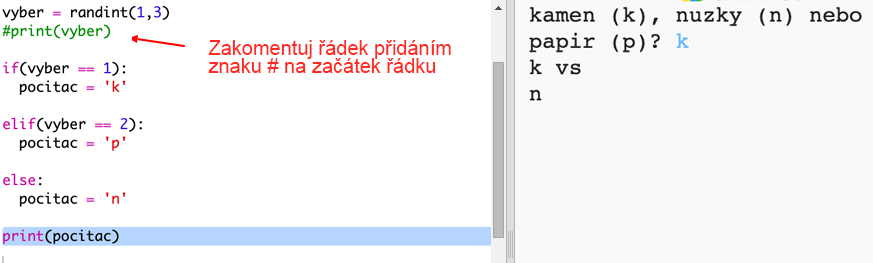 vyber = randint(1,3)
#print(vyber)
Zakomentuj řádek přidáním
znaku # na začátek řádku
if(vyber == 1):
  pocitac = 'k'
elif(vyber == 2):
  pocitac = 'p'
else:
  pocitac = 'n'
print(pocitac)
kamen (k), nuzky (n) nebo
papir (p)? k
k vs
n